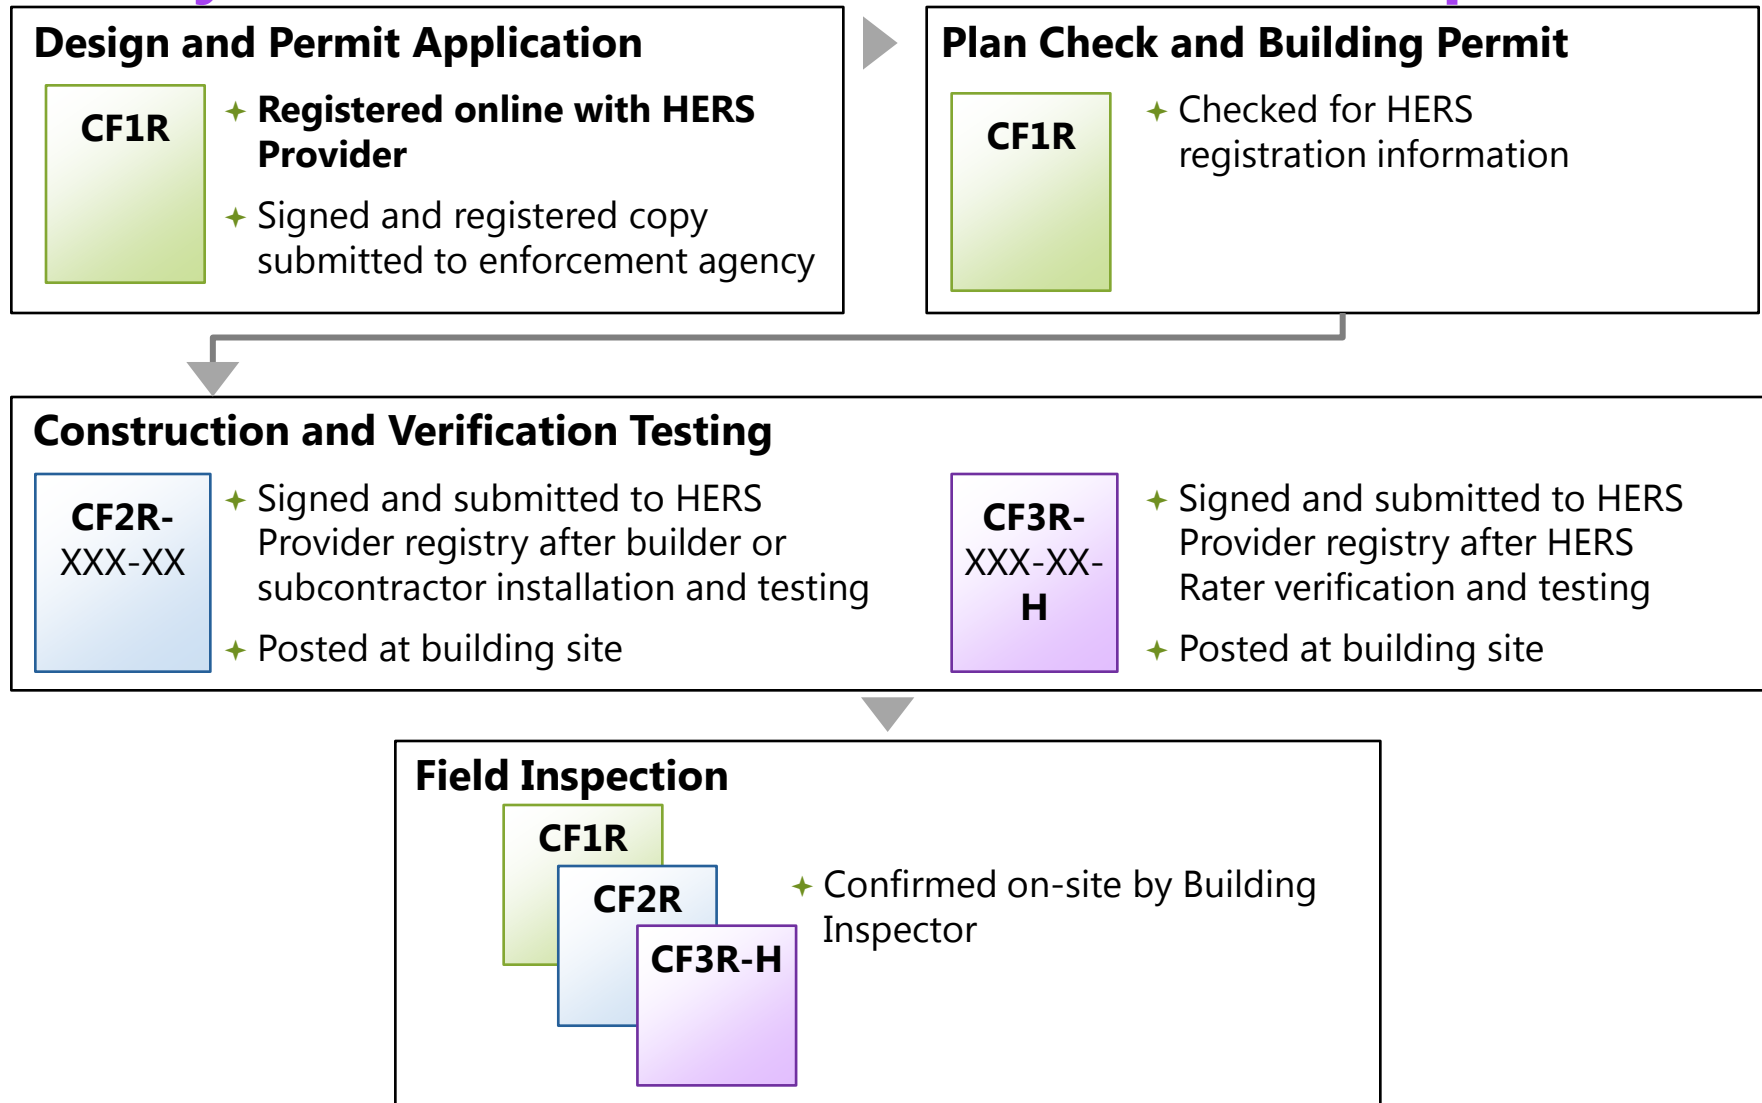 Design and Permit Application
CF1R
Registered online with HERS
Provider
Signed and registered copy
submitted to enforcement agency
Plan Check and Building Permit
CF1R
Checked for HERS
registration information
Construction and Verification Testing
CF2R-
XXX-XX
Signed and submitted to HERS
Provider registry after builder or
subcontractor installation and testing
Posted at building site
CF3R-
XXX-XX-
H
Signed and submitted to HERS
Provider registry after HERS
Rater verification and testing
Posted at building site
Field Inspection
CF1R
CF2R
CF3R-H
Confirmed on-site by Building
Inspector